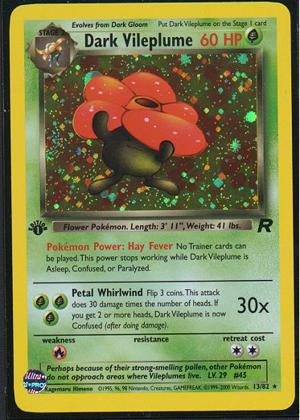 Evolves from Dark Gloom
Put Dark Vileplume on the Stage 1 card
STAGE 2
Dark Vileplume 60 HP
Flower Pokémon. Length: 3' 11", Weight: 41 lbs.
EDITION
1
R
Pokémon Power: Hay Fever No Trainer cards can
be played. This power stops working while Dark Vileplume is
Asleep, Confused, or Paralyzed.
Petal Whirlwind Flip 3 coins. This attack
does 30 damage times the number of heads. If
you get 2 or more heads, Dark Vileplume is now
Confused (after doing damage).
30x
weakness
resistance
retreat cost
Perhaps because of their strong-smelling pollen, other Pokémon
do not approach areas where Vileplumes lives. LV. 29 #45
Ultra
PRO
Kagemaru Himeno
©1995, 96, 98 Nintendo, Creatures, GAMEFREAK. ©1999-2000 Wizards.
13/82 ★